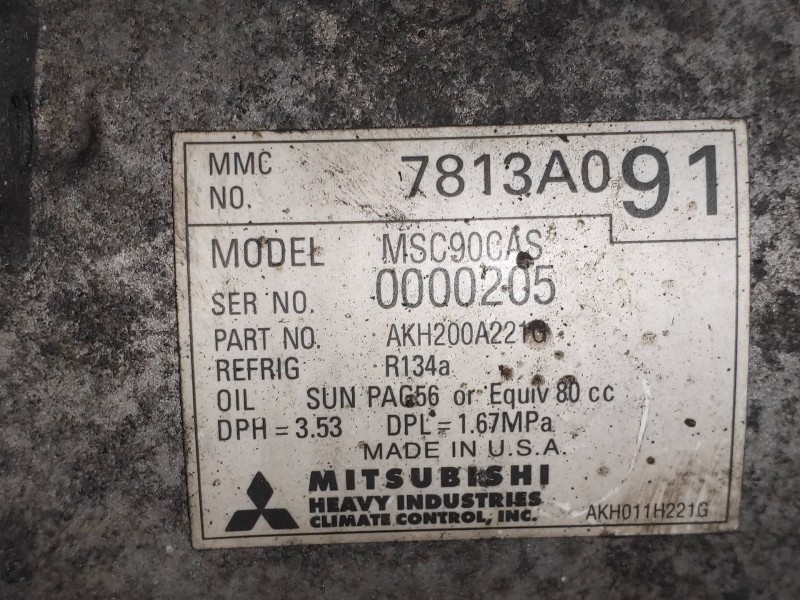 MMC NO. 7813A091
MODEL MSC90CAS
SER NO. 0000205
PART NO. AKH200A221G
REFRIG R134a
OIL SUN PAG56 or Equiv 80 cc
DPH = 3.53 DPL = 1.67MPa
MADE IN U.S.A.
MITSUBISHI
HEAVY INDUSTRIES
CLIMATE CONTROL, INC.
AKH011H221G